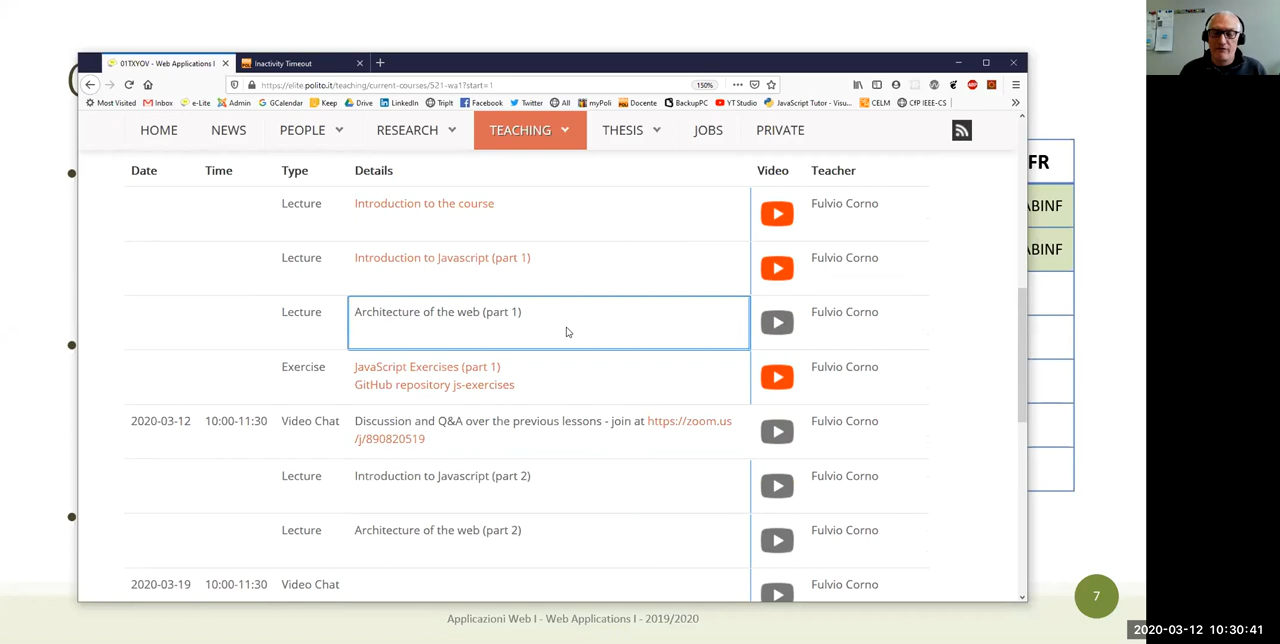 01TXYOV - Web Applications I
Inactivity Timeout
https://elite.polito.it/teaching/current-courses/521-wa1?start=1
150%
Most Visited
Inbox
e-Lite
Admin
GCalendar
Keep
Drive
LinkedIn
TripIt
Facebook
Twitter
All
myPoli
Docente
BackupPC
YT Studio
JavaScript Tutor - Visu...
CELM
CfP IEEE-CS
HOME
NEWS
PEOPLE
RESEARCH
TEACHING
THESIS
JOBS
PRIVATE
Date Time Type Details Video Teacher
Lecture Introduction to the course Fulvio Corno
Lecture Introduction to Javascript (part 1) Fulvio Corno
Lecture Architecture of the web (part 1) Fulvio Corno
Exercise JavaScript Exercises (part 1) Fulvio Corno
GitHub repository js-exercises
2020-03-12 10:00-11:30 Video Chat Discussion and Q&A over the previous lessons - join at https://zoom.us Fulvio Corno
/j/890820519
Lecture Introduction to Javascript (part 2) Fulvio Corno
Lecture Architecture of the web (part 2) Fulvio Corno
2020-03-19 10:00-11:30 Video Chat Fulvio Corno
FR
ABINF
ABINF
7
Applicazioni Web I - Web Applications I - 2019/2020
2020-03-12 10:30:41